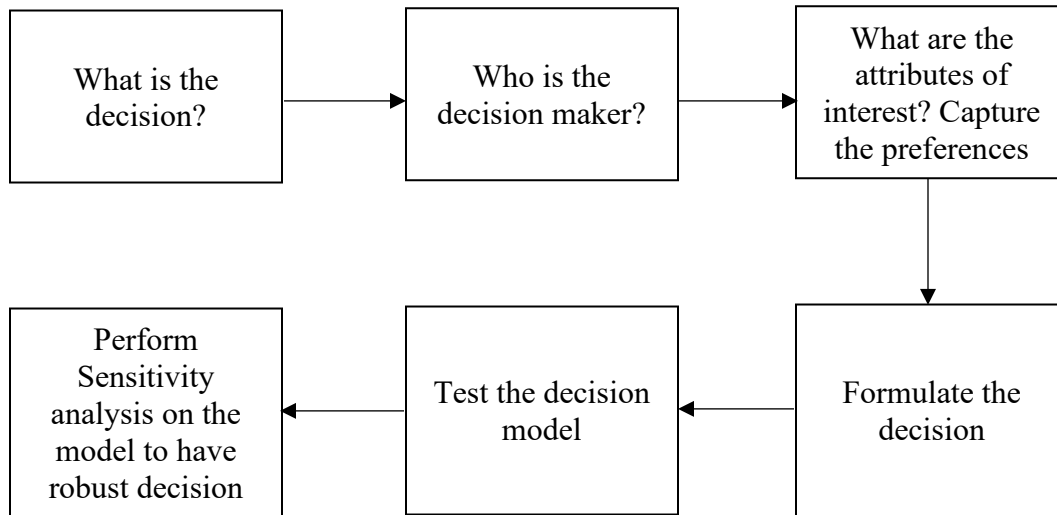 What is the
decision?
Who is the
decision maker?
What are the
attributes of
interest? Capture
the preferences
Formulate the
decision
Test the decision
model
Perform
Sensitivity
analysis on the
model to have
robust decision